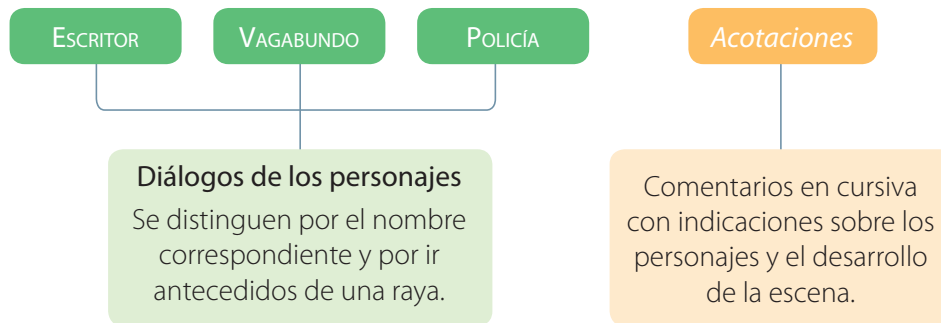 Escritor
Vagabundo
Policía
Acotaciones
Diálogos de los personajes
Se distinguen por el nombre
correspondiente y por ir
antecedidos de una raya.
Comentarios en cursiva
con indicaciones sobre los
personajes y el desarrollo
de la escena.